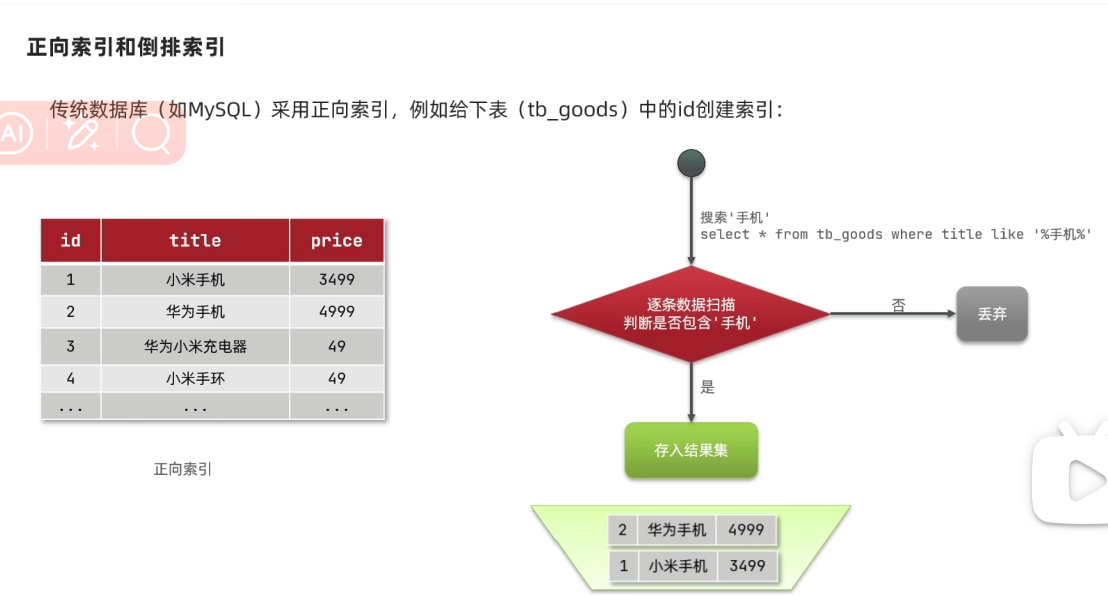 正向索引和倒排索引
传统数据库（如MySQL）采用正向索引，例如给下表（tb_goods）中的id创建索引：
AI
搜索'手机'
select * from tb_goods where title like '%手机%'
id title price
1 小米手机 3499
2 华为手机 4999
3 华为小米充电器 49
4 小米手环 49
... ... ...
正向索引
逐条数据扫描
判断是否包含'手机'
否
丢弃
是
存入结果集
2 华为手机 4999
1 小米手机 3499